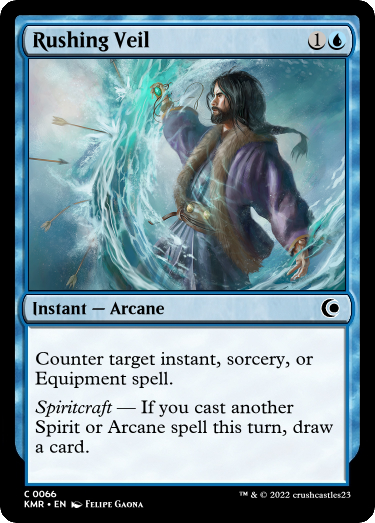 Rushing Veil 1
Instant — Arcane
Counter target instant, sorcery, or
Equipment spell.
Spiritcraft — If you cast another
Spirit or Arcane spell this turn, draw
a card.
C 0066
KMR • EN Felipe Gaona
™ & © 2022 crushcastles23